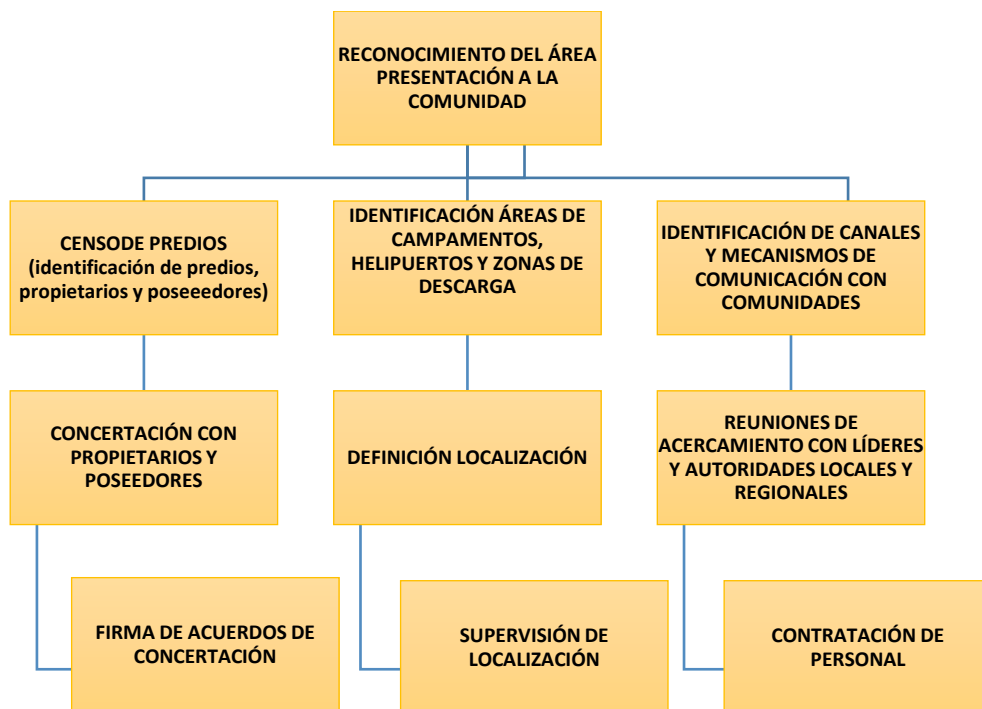 RECONOCIMIENTO DEL ÁREA
PRESENTACIÓN A LA
COMUNIDAD
CENSODE PREDIOS
(identificación de predios,
propietarios y poseeedores)
IDENTIFICACIÓN ÁREAS DE
CAMPAMENTOS,
HELIPUERTOS Y ZONAS DE
DESCARGA
IDENTIFICACIÓN DE CANALES
Y MECANISMOS DE
COMUNICACIÓN CON
COMUNIDADES
CONCERTACIÓN CON
PROPIETARIOS Y
POSEEDORES
DEFINICIÓN LOCALIZACIÓN
REUNIONES DE
ACERCAMIENTO CON LÍDERES
Y AUTORIDADES LOCALES Y
REGIONALES
FIRMA DE ACUERDOS DE
CONCERTACIÓN
SUPERVISIÓN DE
LOCALIZACIÓN
CONTRATACIÓN DE
PERSONAL